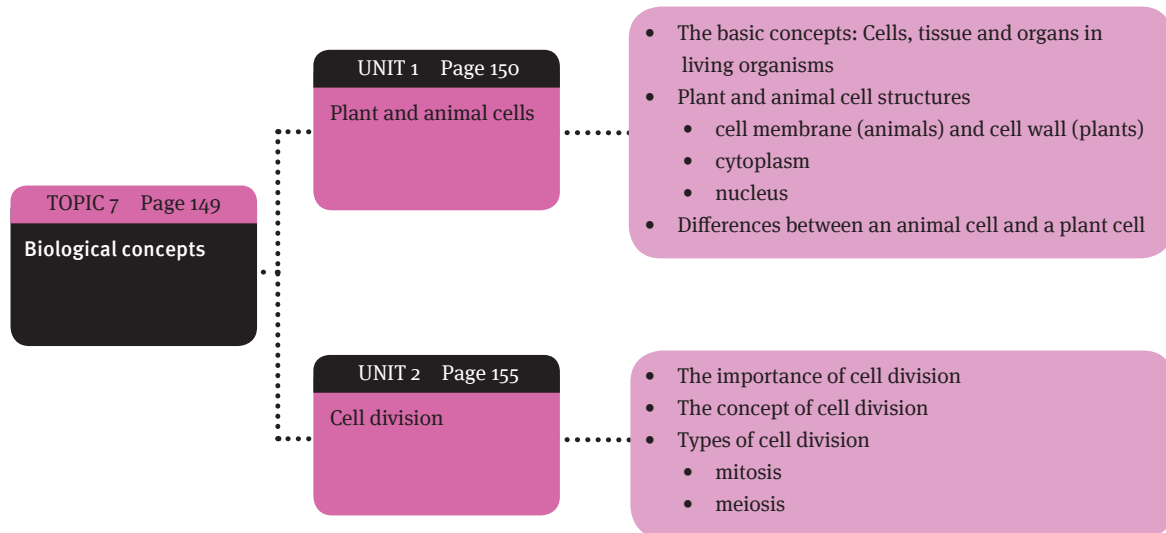 TOPIC 7 Page 149
Biological concepts
UNIT 1 Page 150
Plant and animal cells
• The basic concepts: Cells, tissue and organs in
living organisms
• Plant and animal cell structures
• cell membrane (animals) and cell wall (plants)
• cytoplasm
• nucleus
• Differences between an animal cell and a plant cell
UNIT 2 Page 155
Cell division
• The importance of cell division
• The concept of cell division
• Types of cell division
• mitosis
• meiosis